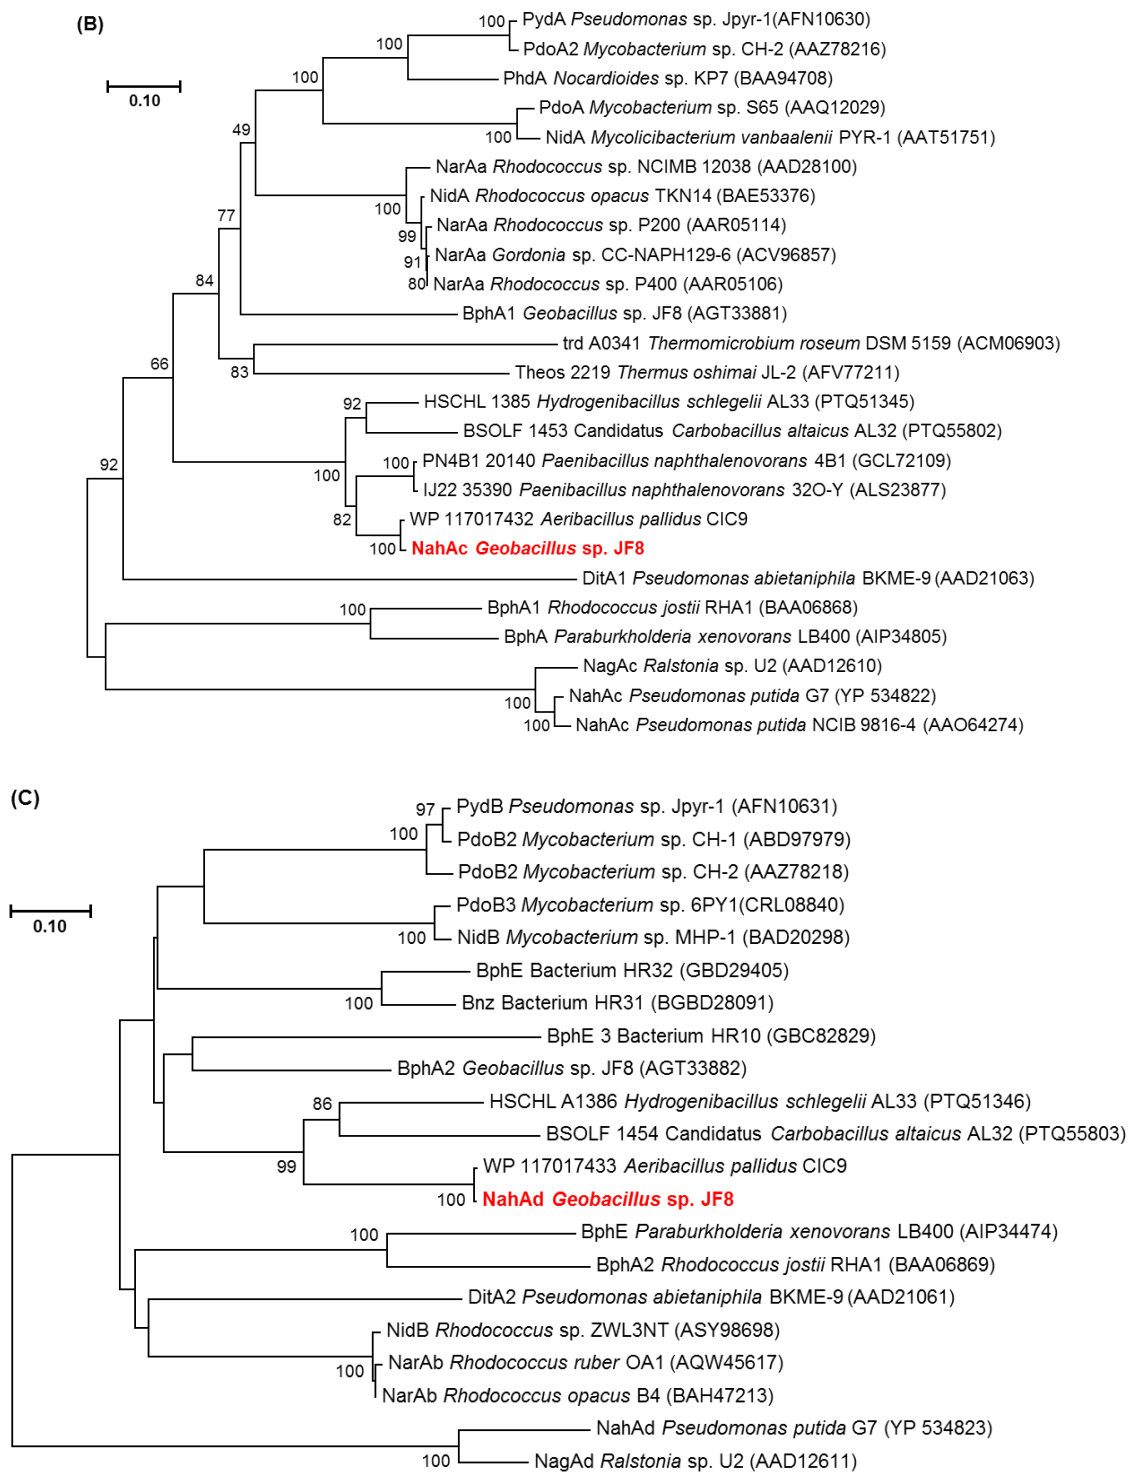 (B)
0.10
100 PydA Pseudomonas sp. Jpyr-1(AFN10630)
100
PdoA2 Mycobacterium sp. CH-2 (AAZ78216)
100
PhdA Nocardioides sp. KP7 (BAA94708)
PdoA Mycobacterium sp. S65 (AAQ12029)
49
100 NidA Mycolicibacterium vanbaalenii PYR-1 (AAT51751)
NarAa Rhodococcus sp. NCIMB 12038 (AAD28100)
NidA Rhodococcus opacus TKN14 (BAE53376)
100
77
NarAa Rhodococcus sp. P200 (AAR05114)
99
NarAa Gordonia sp. CC-NAPH129-6 (ACV96857)
91
84
80 NarAa Rhodococcus sp. P400 (AAR05106)
BphA1 Geobacillus sp. JF8 (AGT33881)
trd A0341 Thermomicrobium roseum DSM 5159 (ACM06903)
66
83
Theos 2219 Thermus oshimai JL-2 (AFV77211)
92 HSCHL 1385 Hydrogenibacillus schlegelii AL33 (PTQ51345)
BSOLF 1453 Candidatus Carbobacillus altaicus AL32 (PTQ55802)
92
100
100 PN4B1 20140 Paenibacillus naphthalenovorans 4B1 (GCL72109)
IJ22 35390 Paenibacillus naphthalenovorans 32O-Y (ALS23877)
82
WP 117017432 Aeribacillus pallidus CIC9
100 NahAc Geobacillus sp. JF8
DitA1 Pseudomonas abietaniphila BKME-9 (AAD21063)
100 BphA1 Rhodococcus jostii RHA1 (BAA06868)
BphA Paraburkholderia xenovorans LB400 (AIP34805)
NagAc Ralstonia sp. U2 (AAD12610)
100
NahAc Pseudomonas putida G7 (YP 534822)
100 NahAc Pseudomonas putida NCIB 9816-4 (AAO64274)
(C)
0.10
97 PydB Pseudomonas sp. Jpyr-1 (AFN10631)
100
PdoB2 Mycobacterium sp. CH-1 (ABD97979)
PdoB2 Mycobacterium sp. CH-2 (AAZ78218)
PdoB3 Mycobacterium sp. 6PY1(CRL08840)
100 NidB Mycobacterium sp. MHP-1 (BAD20298)
BphE Bacterium HR32 (GBD29405)
100 Bnz Bacterium HR31 (BGBD28091)
BphE 3 Bacterium HR10 (GBC82829)
BphA2 Geobacillus sp. JF8 (AGT33882)
86 HSCHL A1386 Hydrogenibacillus schlegelii AL33 (PTQ51346)
BSOLF 1454 Candidatus Carbobacillus altaicus AL32 (PTQ55803)
99
WP 117017433 Aeribacillus pallidus CIC9
100 NahAd Geobacillus sp. JF8
100 BphE Paraburkholderia xenovorans LB400 (AIP34474)
BphA2 Rhodococcus jostii RHA1 (BAA06869)
DitA2 Pseudomonas abietaniphila BKME-9 (AAD21061)
NidB Rhodococcus sp. ZWL3NT (ASY98698)
100
NarAb Rhodococcus ruber OA1 (AQW45617)
NarAb Rhodococcus opacus B4 (BAH47213)
NahAd Pseudomonas putida G7 (YP 534823)
100 NagAd Ralstonia sp. U2 (AAD12611)